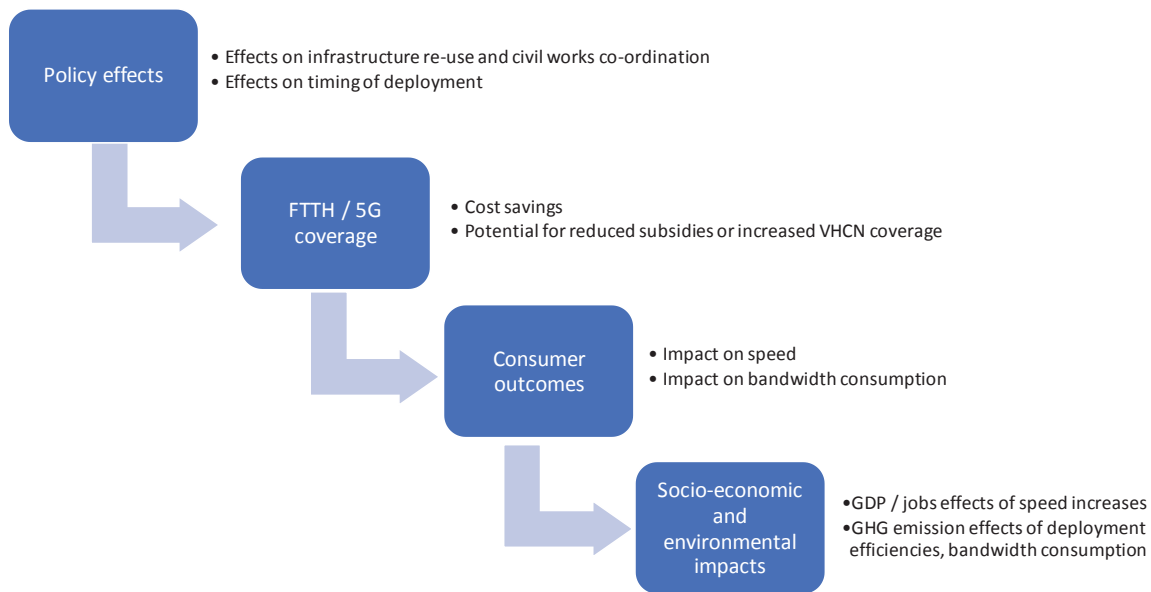 Policy effects
• Effects on infrastructure re-use and civil works co-ordination
• Effects on timing of deployment
FTTH / 5G
coverage
• Cost savings
• Potential for reduced subsidies or increased VHCN coverage
Consumer
outcomes
• Impact on speed
• Impact on bandwidth consumption
Socio-economic
and
environmental
impacts
•GDP / jobs effects of speed increases
•GHG emission effects of deployment
efficiencies, bandwidth consumption